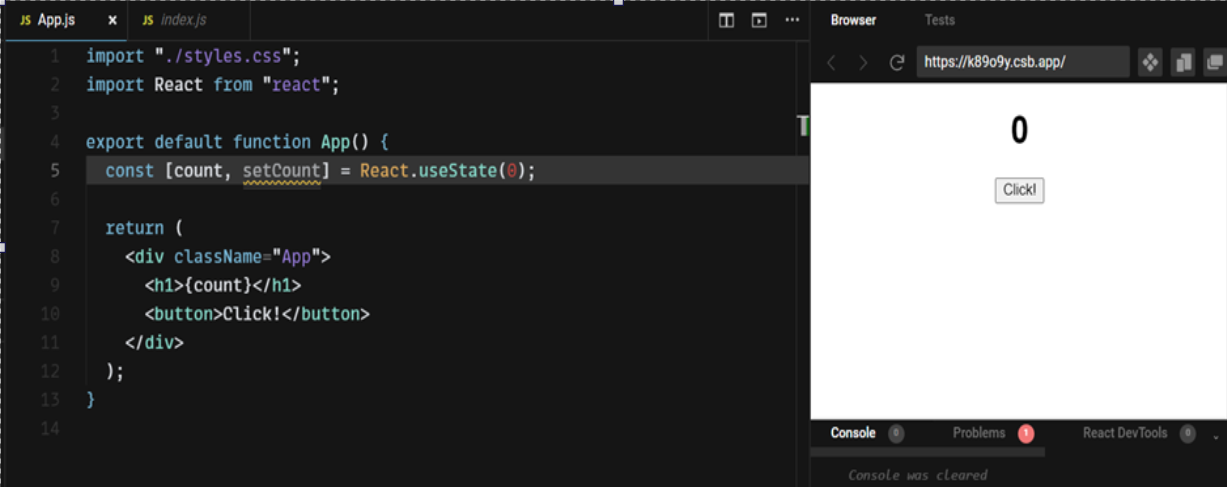 JS App.js × JS index.js ···
1 import "./styles.css";
2 import React from "react";
3
4 export default function App() {
5 const [count, setCount] = React.useState(0);
6
7 return (
8 <div className="App">
9 <h1>{count}</h1>
10 <button>Click!</button>
11 </div>
12 );
13 }
14
Browser Tests
https://k89o9y.csb.app/
0
Click!
Console 0 Problems 1 React DevTools 0
Console was cleared